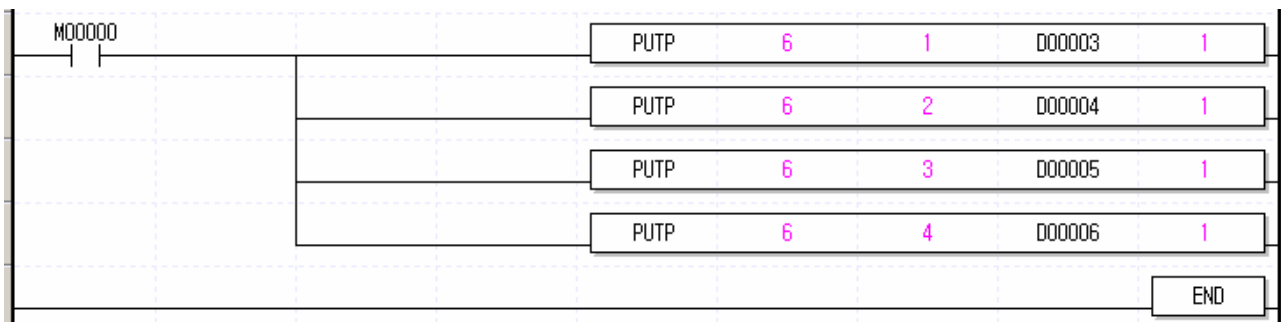 M00000
PUTP 6 1 D00003 1
PUTP 6 2 D00004 1
PUTP 6 3 D00005 1
PUTP 6 4 D00006 1
END